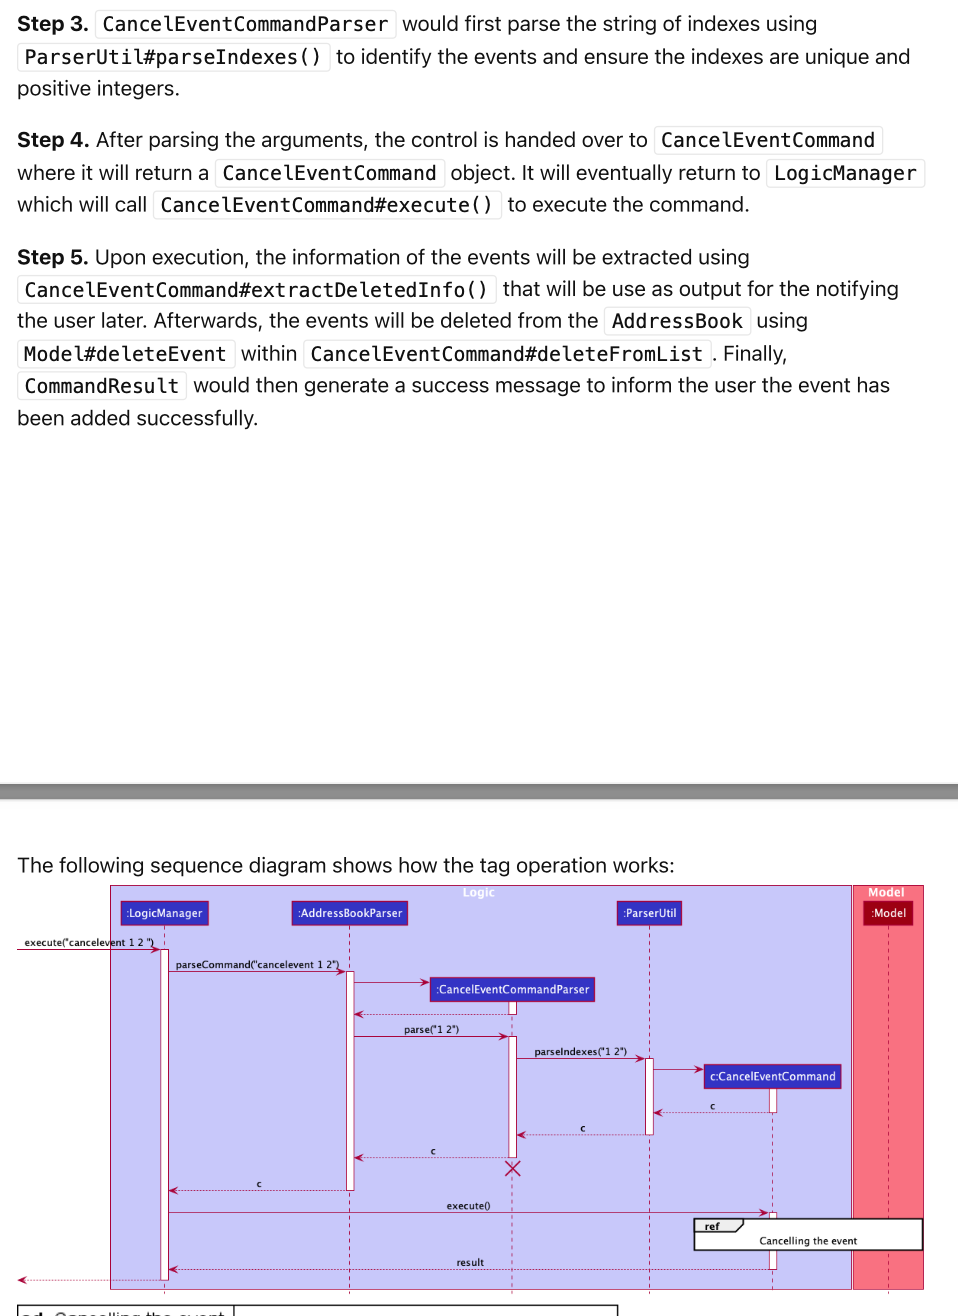 Step 3. CancelEventCommandParser would first parse the string of indexes using
ParserUtil#parseIndexes() to identify the events and ensure the indexes are unique and
positive integers.
Step 4. After parsing the arguments, the control is handed over to CancelEventCommand
where it will return a CancelEventCommand object. It will eventually return to LogicManager
which will call CancelEventCommand#execute() to execute the command.
Step 5. Upon execution, the information of the events will be extracted using
CancelEventCommand#extractDeletedInfo() that will be use as output for the notifying
the user later. Afterwards, the events will be deleted from the AddressBook using
Model#deleteEvent within CancelEventCommand#deleteFromList. Finally,
CommandResult would then generate a success message to inform the user the event has
been added successfully.
The following sequence diagram shows how the tag operation works:
Logic
Model
:LogicManager
:AddressBookParser
:ParserUtil
:Model
execute("cancelevent 1 2 ")
parseCommand("cancelevent 1 2")
:CancelEventCommandParser
parse("1 2")
parseIndexes("1 2")
c:CancelEventCommand
c
c
c
c
execute()
ref
Cancelling the event
result
sd Cancelling the event